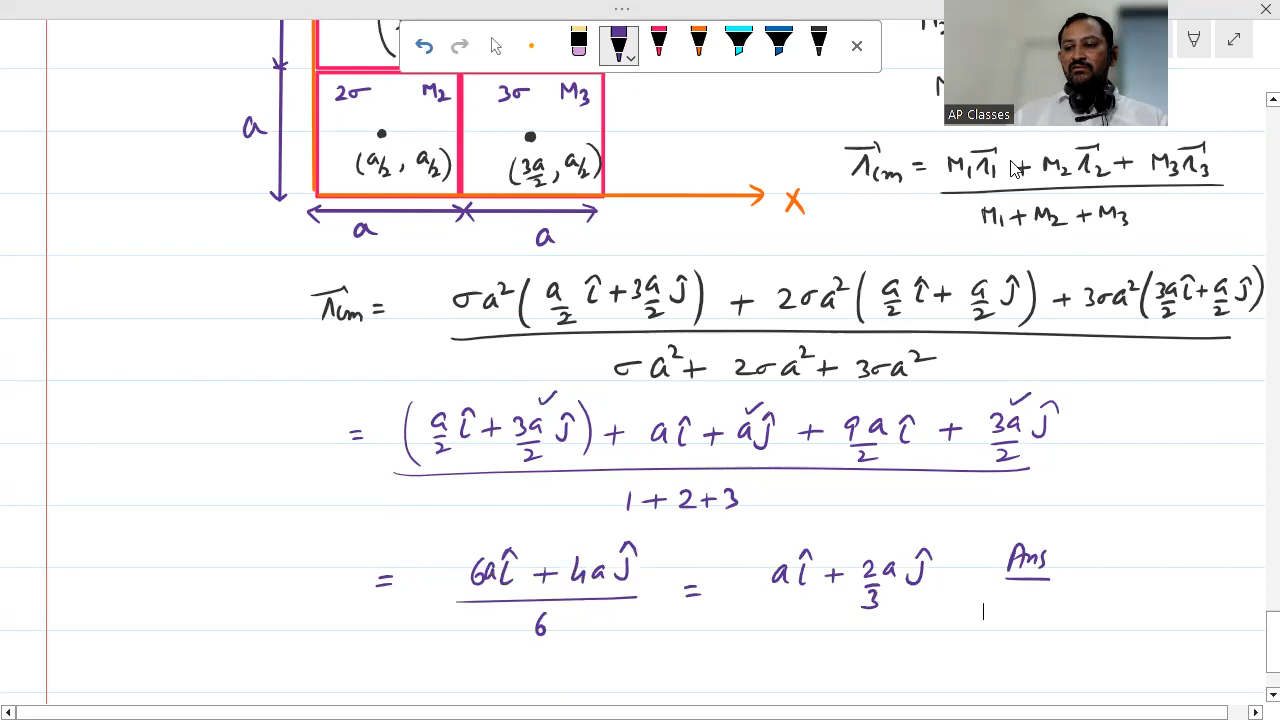 2σ M2 3σ M3
a (a/2, a/2) (3a/2, a/2)
X
a a
AP Classes
r⃗cm = (M1r⃗1 + M2r⃗2 + M3r⃗3) / (M1 + M2 + M3)
r⃗cm = (σa²(a/2 î + 3a/2 ĵ) + 2σa²(a/2 î + a/2 ĵ) + 3σa²(3a/2 î + a/2 ĵ)) / (σa² + 2σa² + 3σa²)
= ((a/2 î + 3a/2 ĵ) + aî + aĵ + 9a/2 î + 3a/2 ĵ) / (1 + 2 + 3)
= (6aî + 4aĵ) / 6 = aî + 2a/3 ĵ Ans